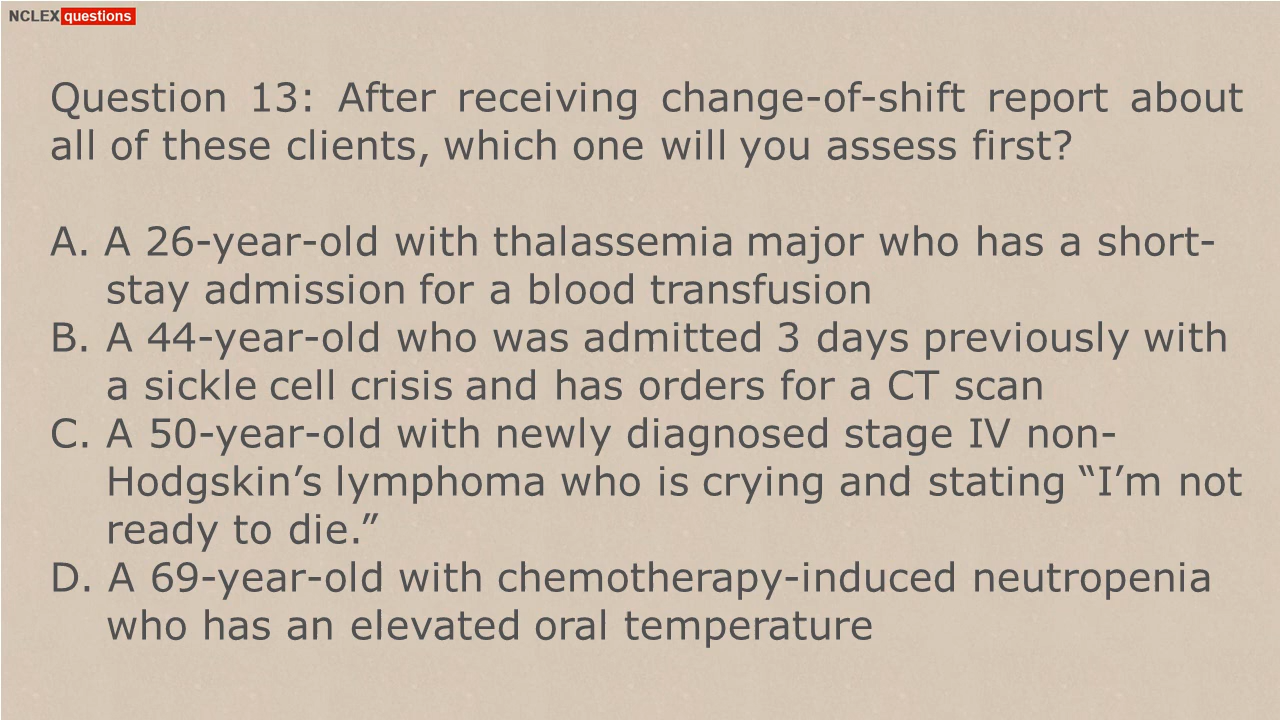 NCLEX questions
Question 13: After receiving change-of-shift report about
all of these clients, which one will you assess first?
A. A 26-year-old with thalassemia major who has a short-
stay admission for a blood transfusion
B. A 44-year-old who was admitted 3 days previously with
a sickle cell crisis and has orders for a CT scan
C. A 50-year-old with newly diagnosed stage IV non-
Hodgskin’s lymphoma who is crying and stating “I’m not
ready to die.”
D. A 69-year-old with chemotherapy-induced neutropenia
who has an elevated oral temperature